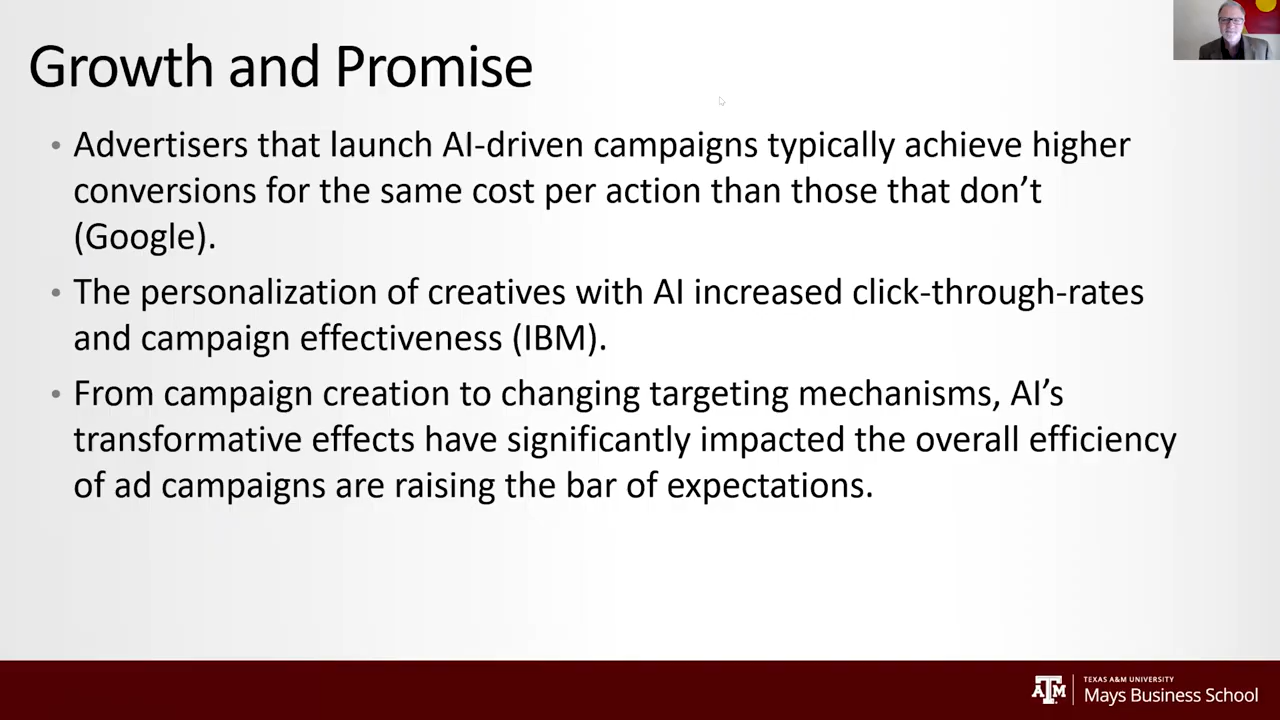 Growth and Promise
• Advertisers that launch AI-driven campaigns typically achieve higher
conversions for the same cost per action than those that don’t
(Google).
• The personalization of creatives with AI increased click-through-rates
and campaign effectiveness (IBM).
• From campaign creation to changing targeting mechanisms, AI’s
transformative effects have significantly impacted the overall efficiency
of ad campaigns are raising the bar of expectations.
ATM
TEXAS A&M UNIVERSITY
Mays Business School